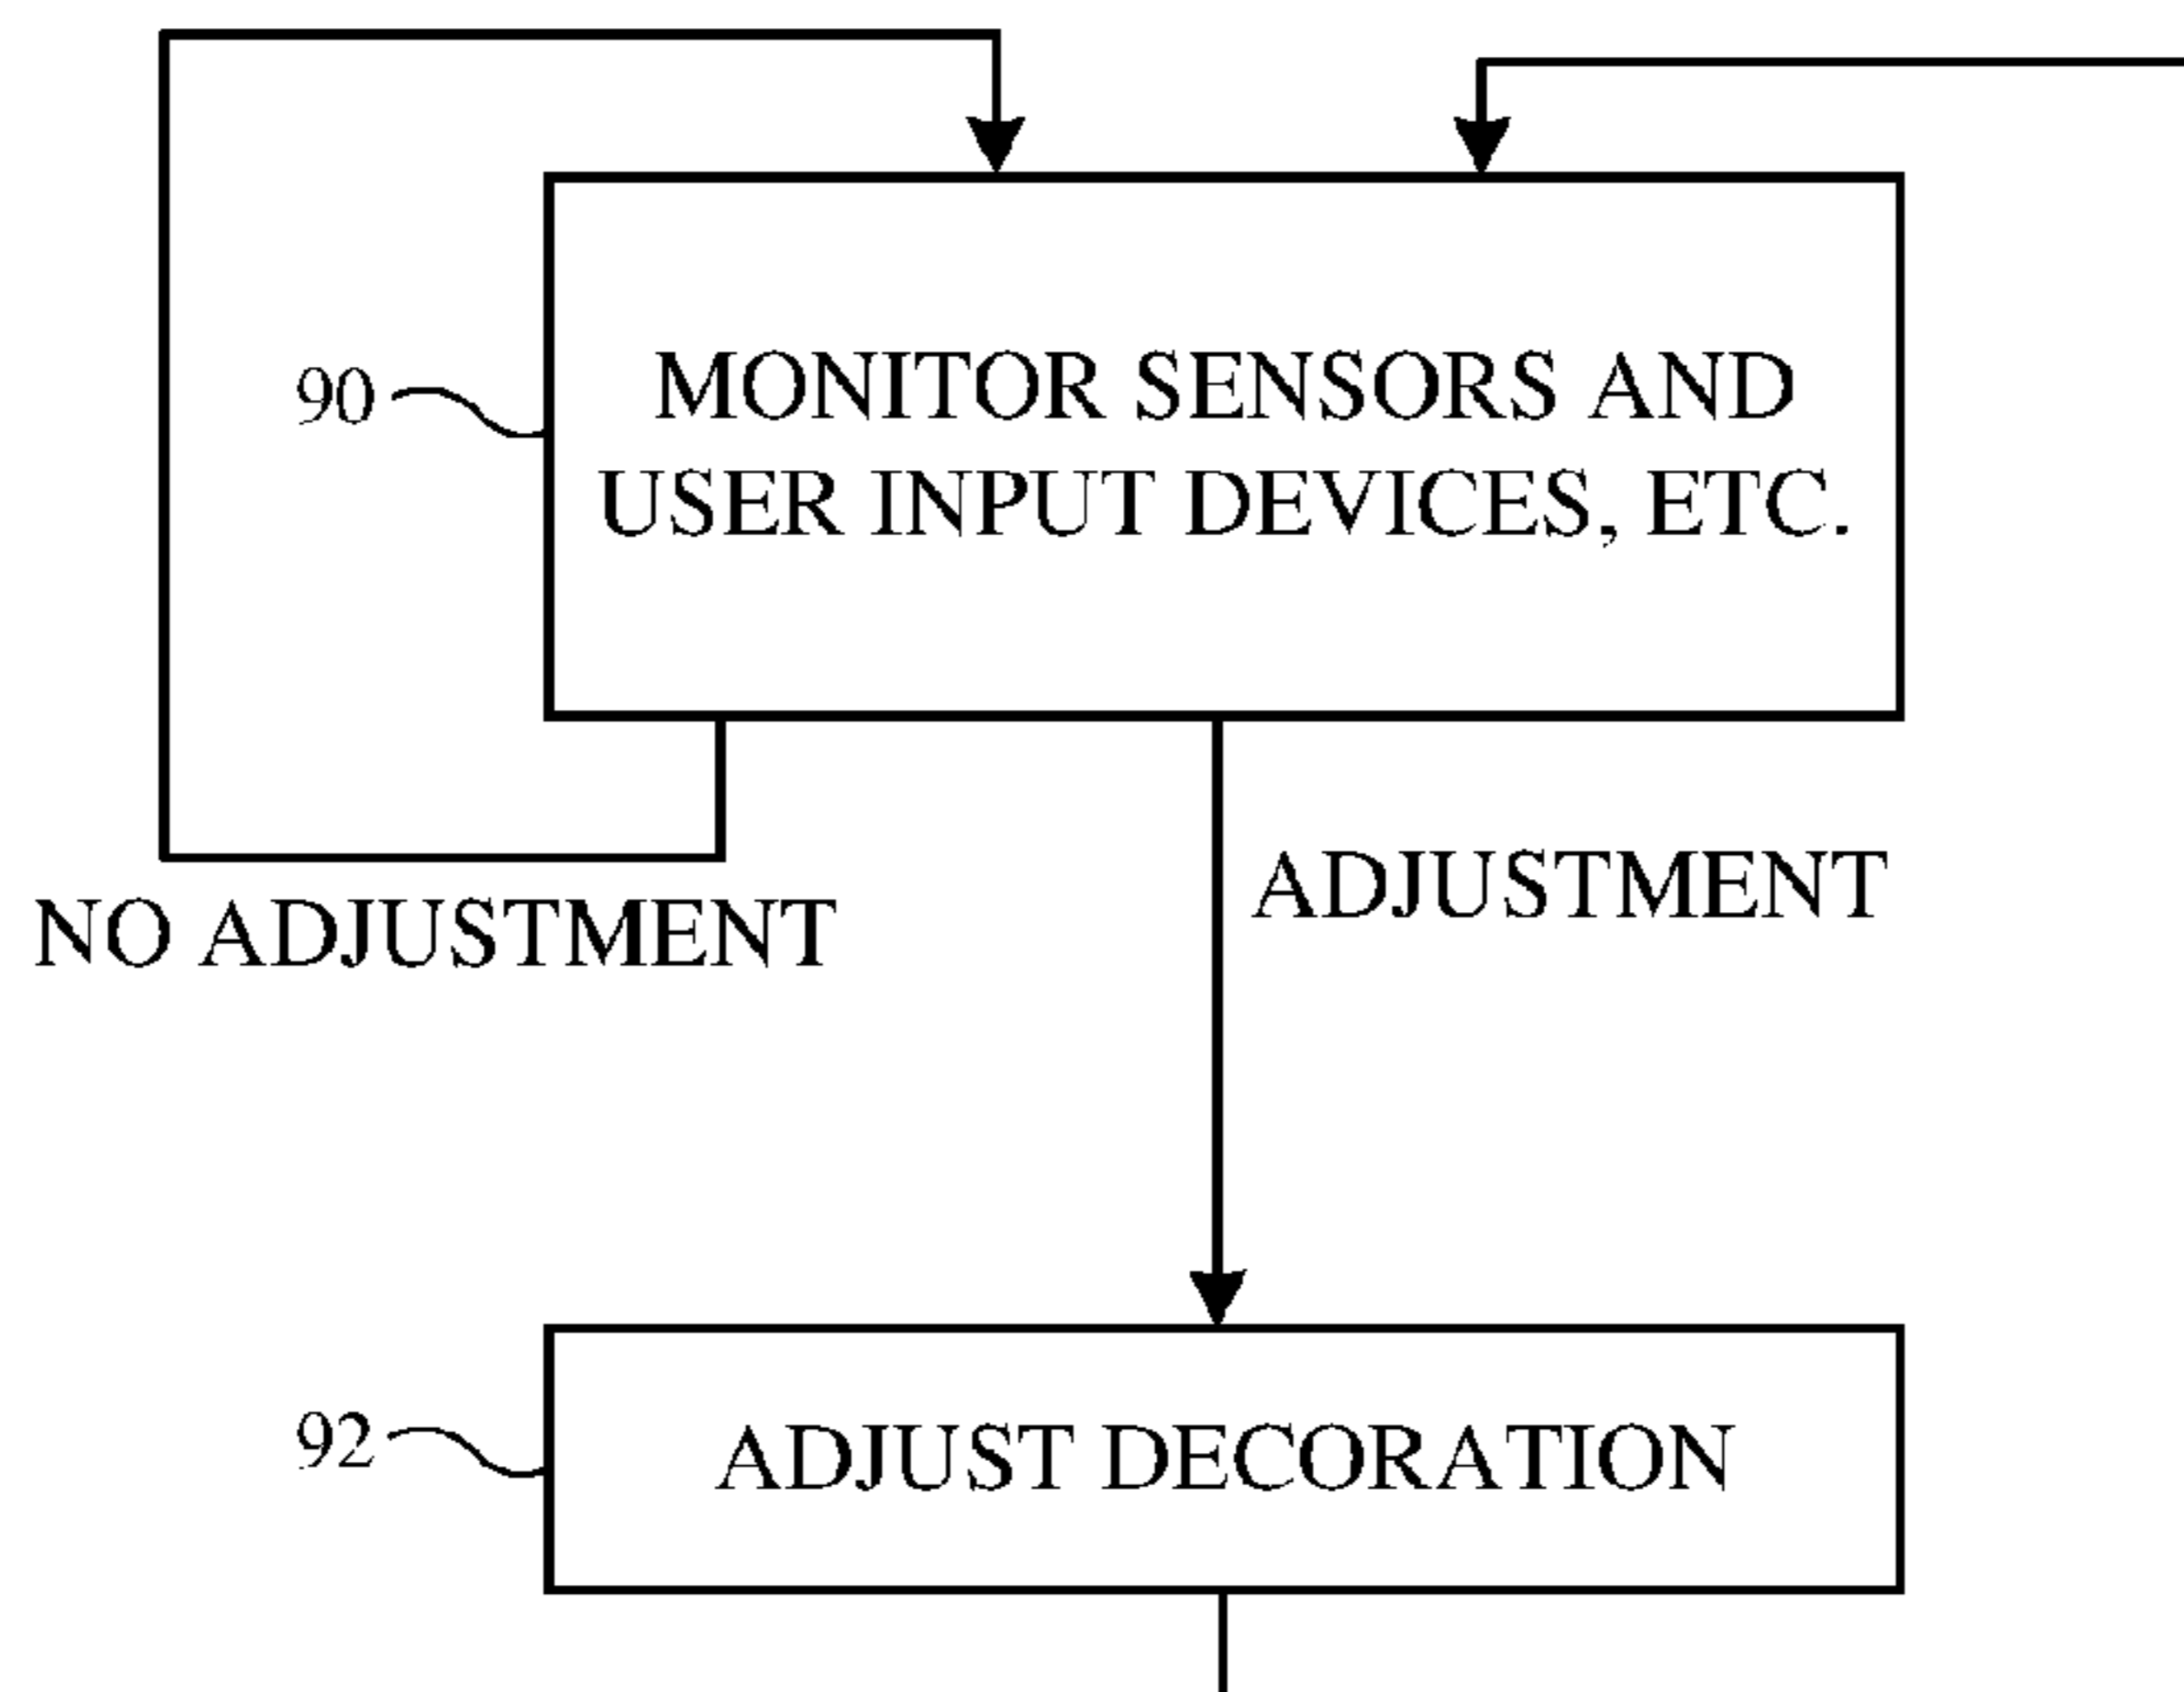 90
MONITOR SENSORS AND
USER INPUT DEVICES, ETC.
ADJUSTMENT
NO ADJUSTMENT
92
ADJUST DECORATION